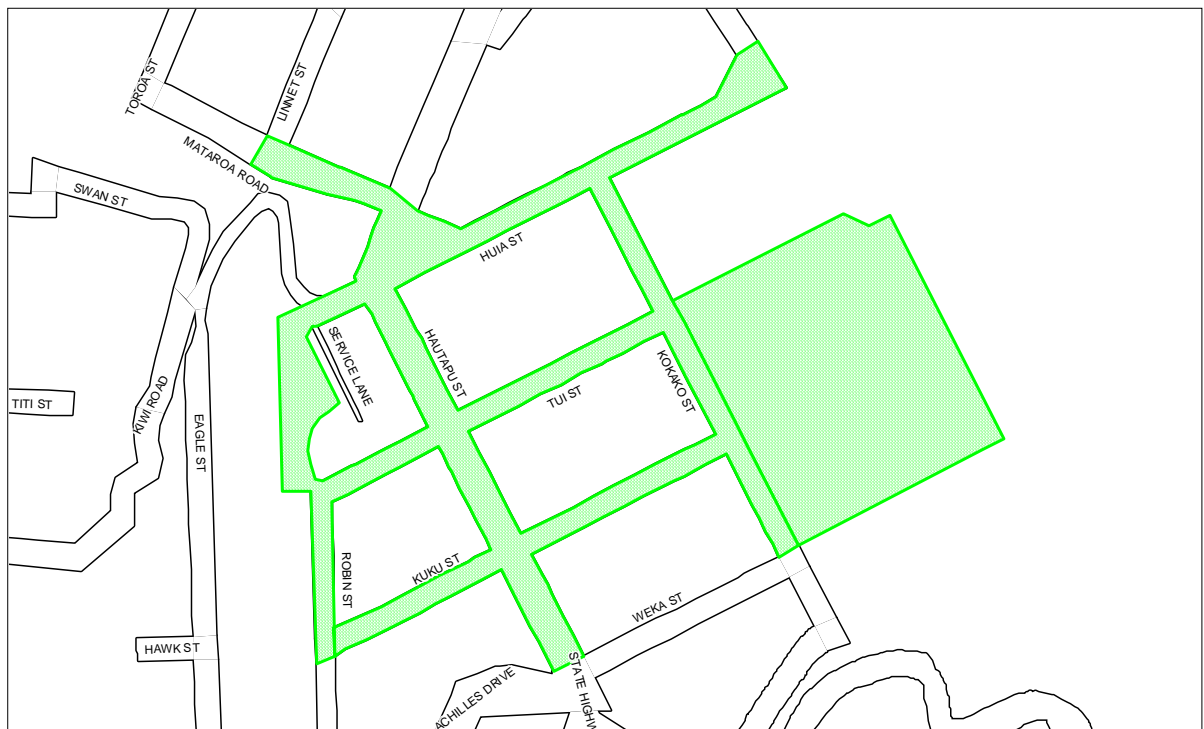 TOROA ST
LINNET ST
MATAROA ROAD
SWAN ST
HUIA ST
SERVICE LANE
HAUTAPU ST
KOKAKO ST
TUI ST
TITI ST
KIWI ROAD
EAGLE ST
KUKU ST
ROBIN ST
WEKA ST
HAWK ST
ACHILLES DRIVE
STATE HIGHW